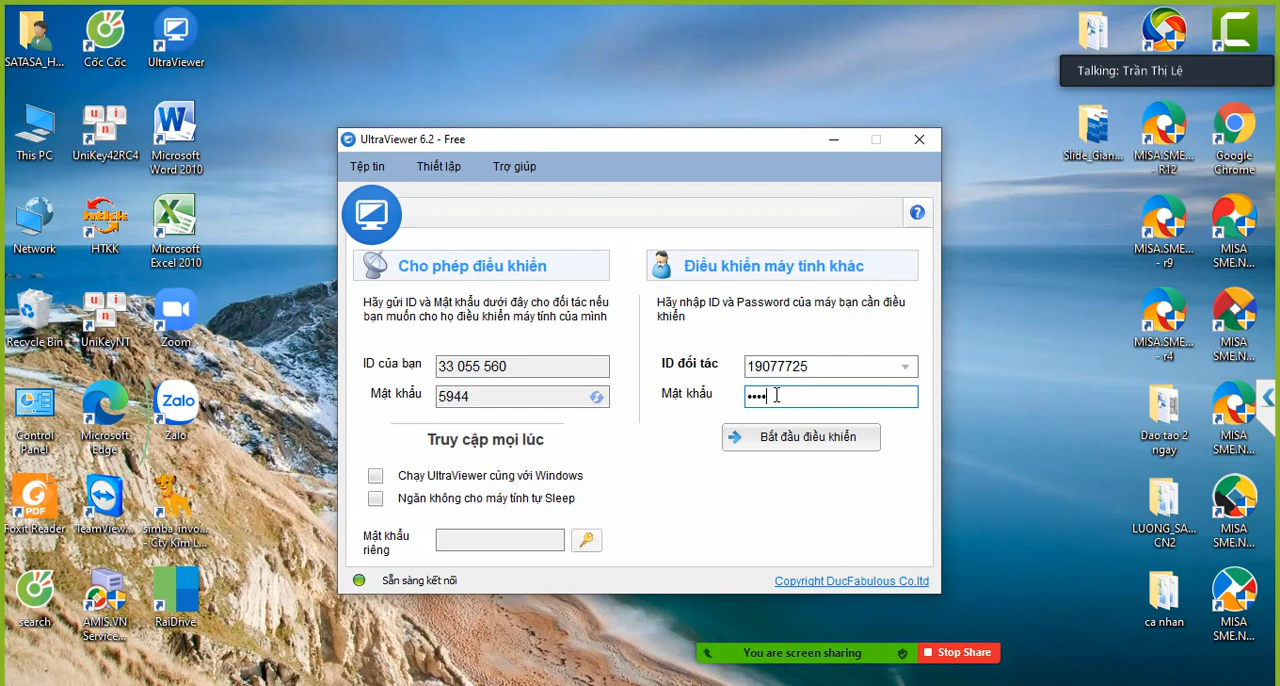 SATASA_H...
Cốc Cốc
UltraViewer
This PC
UniKey42RC4
Microsoft
Word 2010
Network
HTKK
Microsoft
Excel 2010
Recycle Bin
UniKeyNT
Zoom
Control
Panel
Microsoft
Edge
Zalo
Foxit Reader
TeamView...
simba_invo...
- Cty Kim L...
search
AMIS.VN
Service...
RaiDrive
UltraViewer 6.2 - Free
Tệp tin Thiết lập Trợ giúp
Cho phép điều khiển
Hãy gửi ID và Mật khẩu dưới đây cho đối tác nếu
bạn muốn cho họ điều khiển máy tính của mình
ID của bạn 33 055 560
Mật khẩu 5944
Truy cập mọi lúc
Chạy UltraViewer cùng với Windows
Ngăn không cho máy tính tự Sleep
Mật khẩu
riêng
Sẵn sàng kết nối
Điều khiển máy tính khác
Hãy nhập ID và Password của máy bạn cần điều
khiển
ID đối tác 19077725
Mật khẩu ••••
Bắt đầu điều khiển
Copyright DucFabulous Co,ltd
Talking: Trần Thị Lệ
Slide_Gian...
MISA.SME...
- R12
Google
Chrome
MISA.SME...
- r9
MISA
SME.N...
MISA.SME...
- r4
MISA
SME.N...
Dao tao 2
ngay
MISA
SME.N...
LUONG_SA...
CN2
MISA
SME.N...
ca nhan
MISA
SME.N...
You are screen sharing
Stop Share